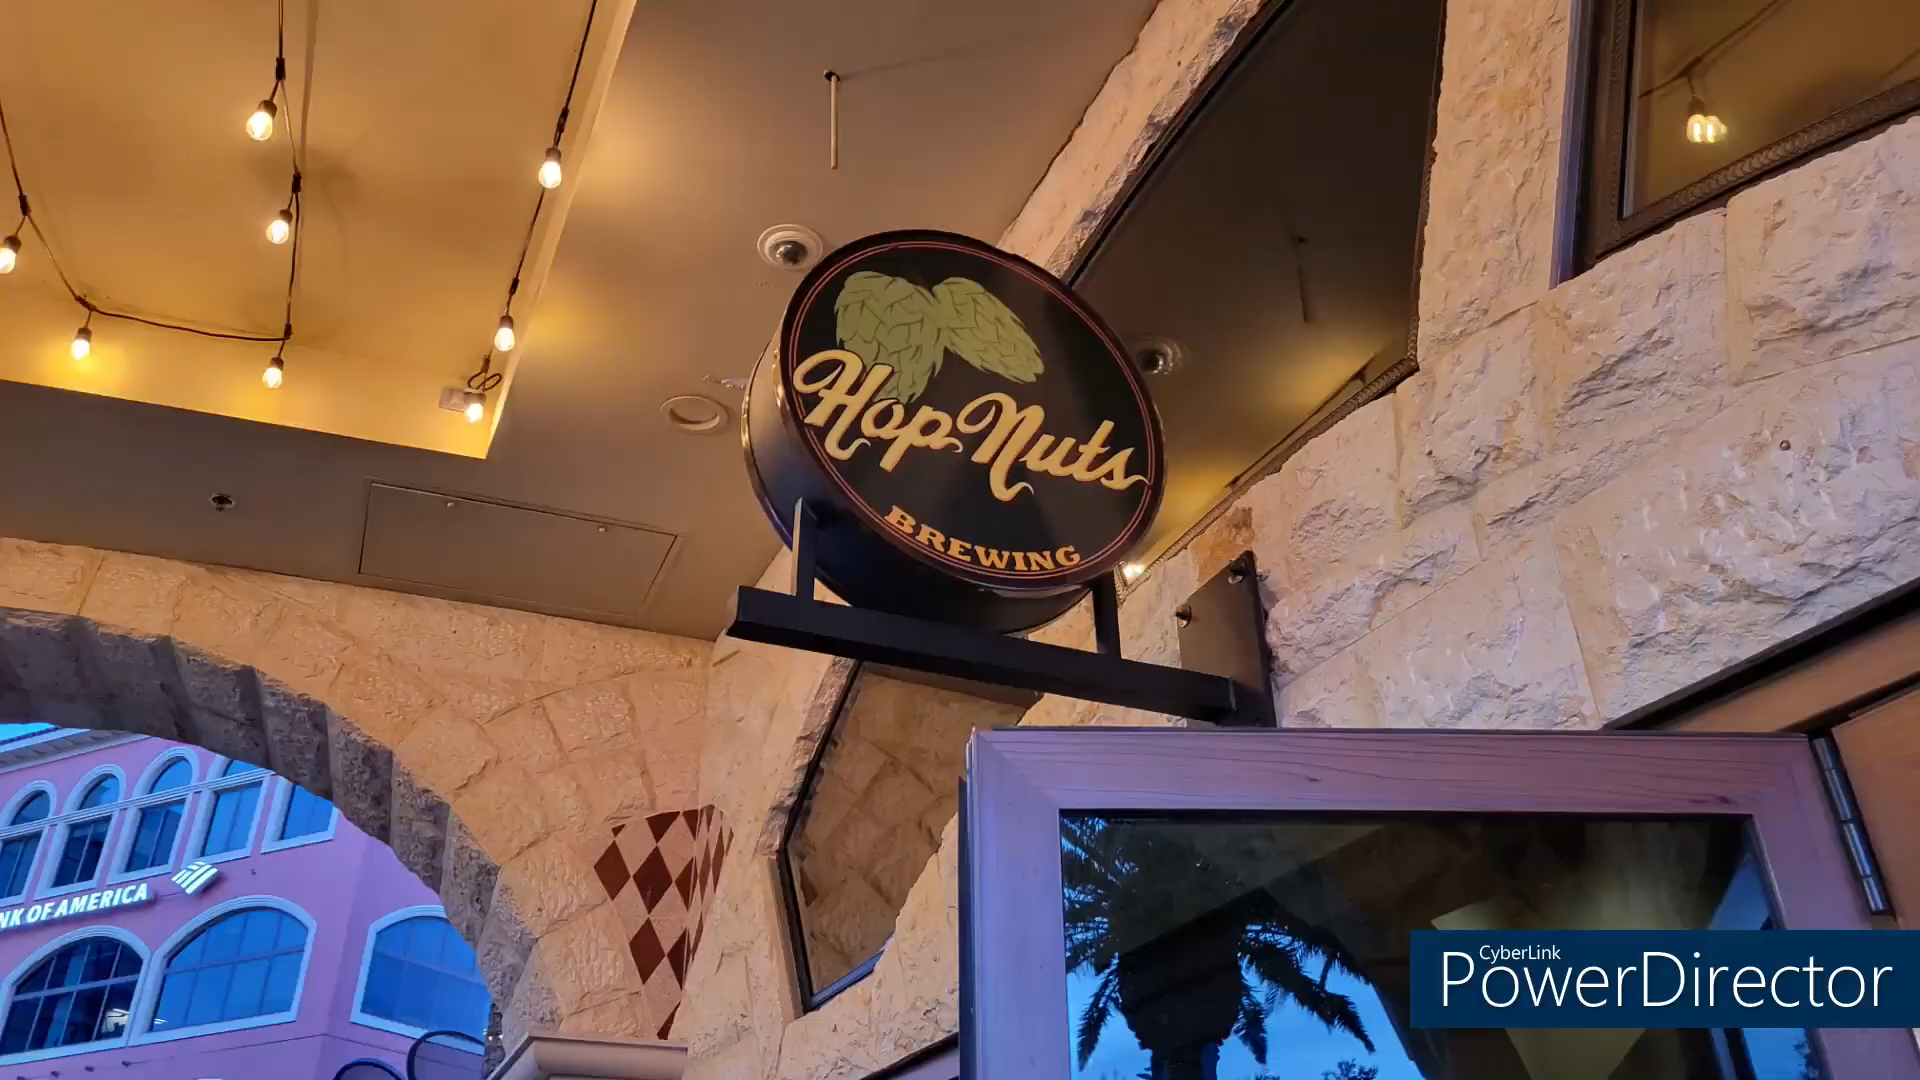 Hop Nuts
BREWING
NK OF AMERICA
CyberLink
PowerDirector